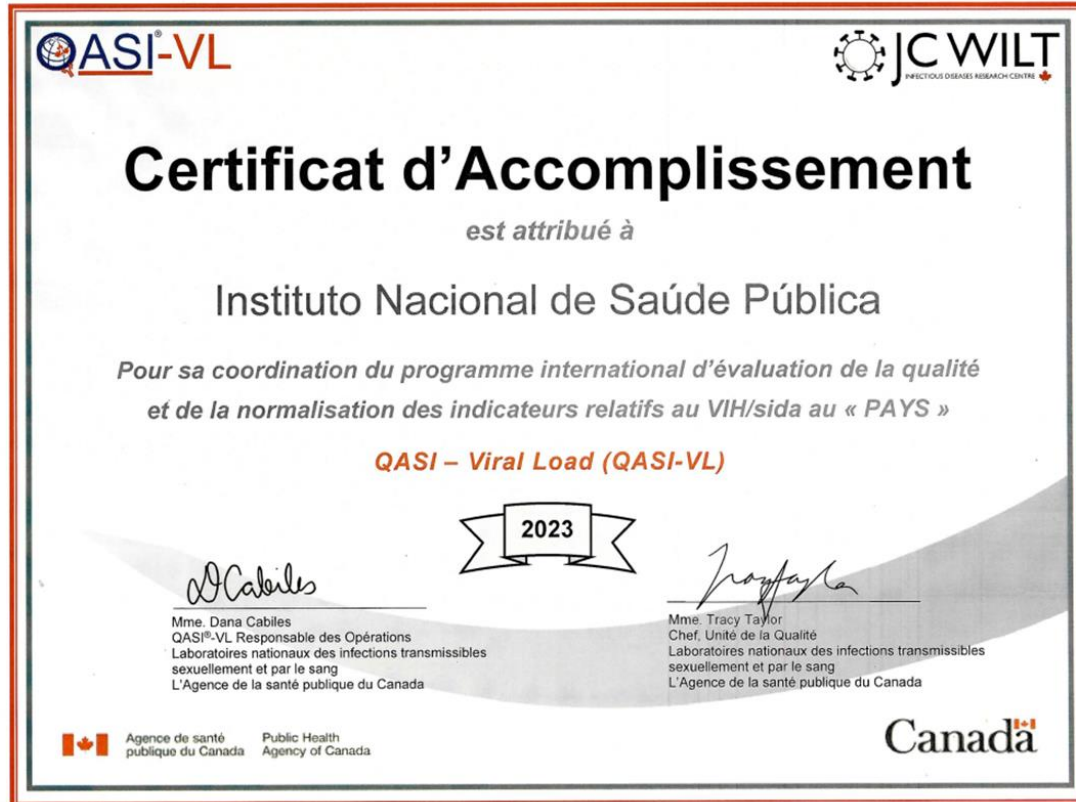 QASI®-VL
JC WILT
INFECTIOUS DISEASES RESEARCH CENTRE
Certificat d’Accomplissement
est attribué à
Instituto Nacional de Saúde Pública
Pour sa coordination du programme international d’évaluation de la qualité
et de la normalisation des indicateurs relatifs au VIH/sida au « PAYS »
QASI – Viral Load (QASI-VL)
2023
DCabiles
Mme. Dana Cabiles
QASI®-VL Responsable des Opérations
Laboratoires nationaux des infections transmissibles
sexuellement et par le sang
L’Agence de la santé publique du Canada
Mme. Tracy Taylor
Chef, Unité de la Qualité
Laboratoires nationaux des infections transmissibles
sexuellement et par le sang
L’Agence de la santé publique du Canada
Agence de santé
publique du Canada
Public Health
Agency of Canada
Canada